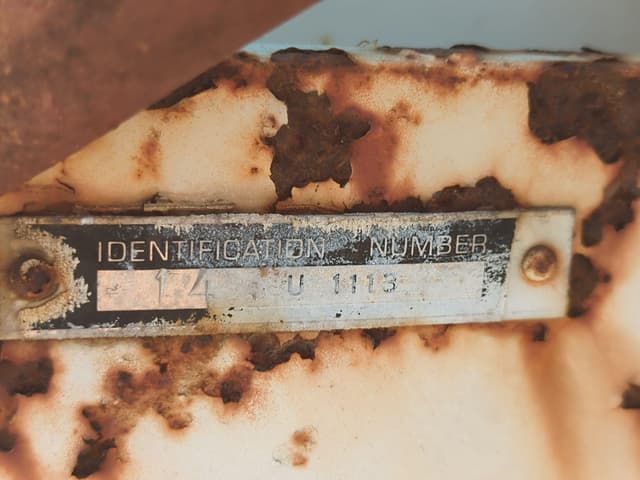 IDENTIFICATION NUMBER
14 U 1113